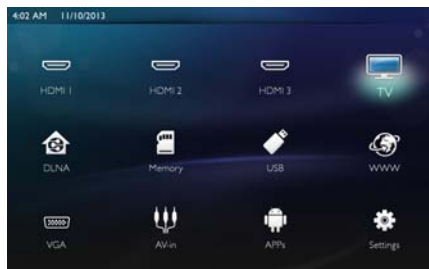 4:02 AM 11/10/2013
HDMI 1 HDMI 2 HDMI 3 TV
DLNA Memory USB WWW
VGA AV-in APPs Settings